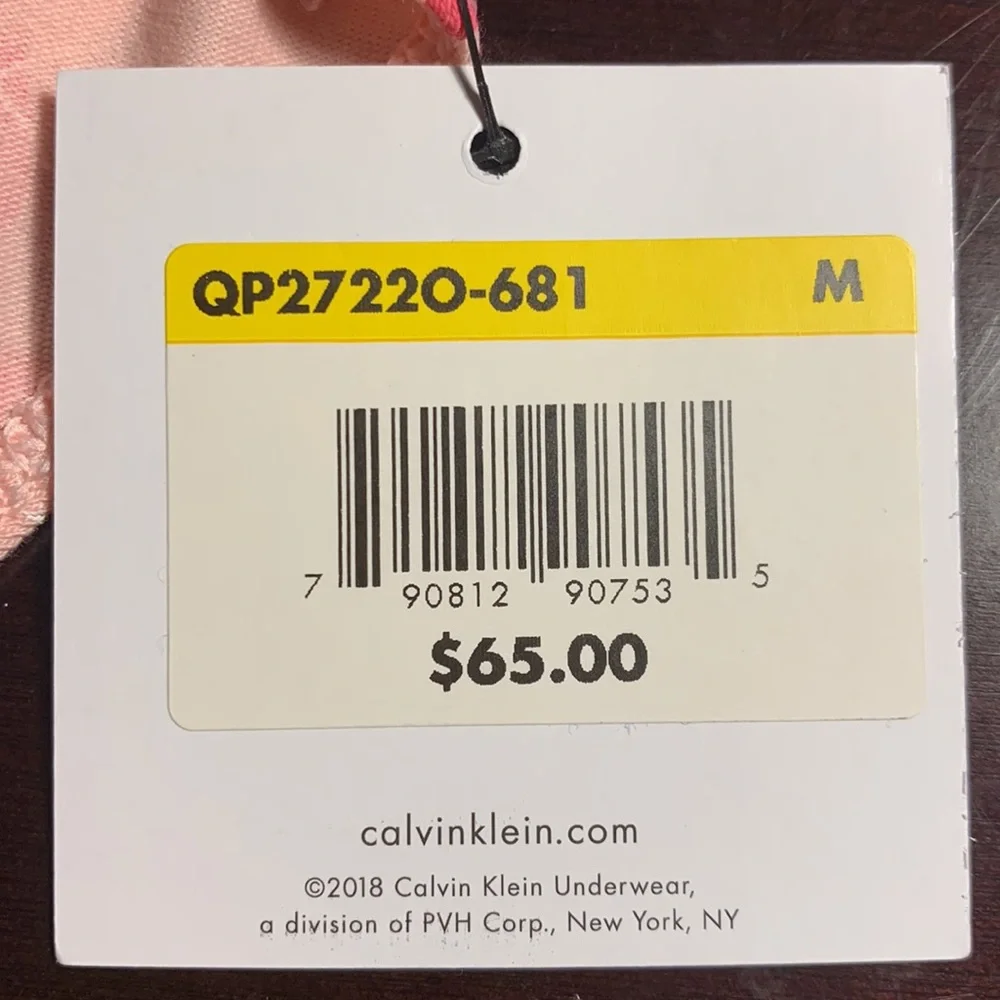 QP2722O-681 M
7 90812 90753 5
$65.00
calvinklein.com
©2018 Calvin Klein Underwear,
a division of PVH Corp., New York, NY